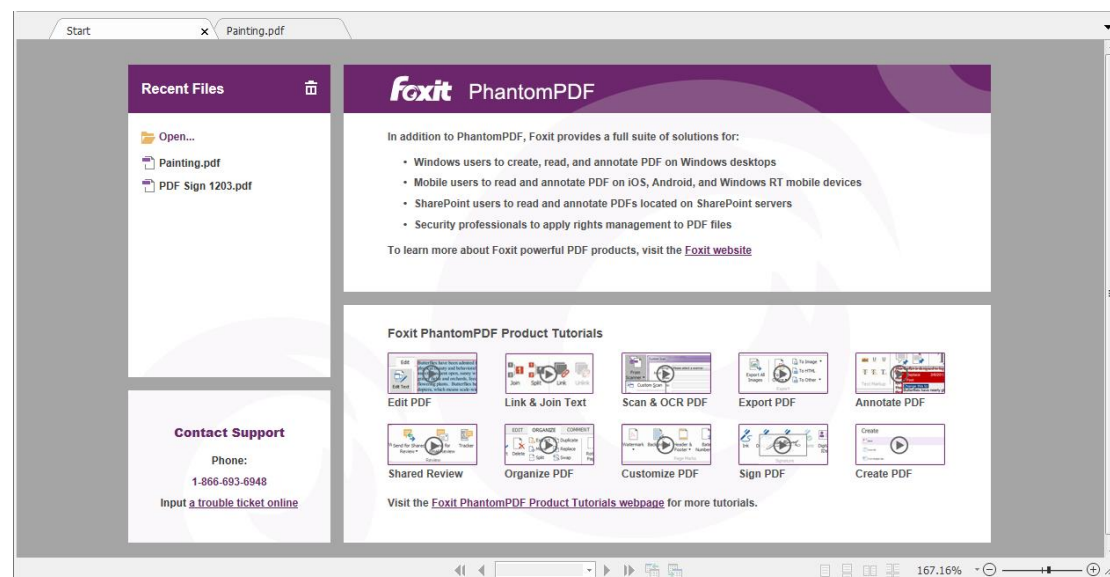 Start
Painting.pdf
Recent Files
Open...
Painting.pdf
PDF Sign 1203.pdf
Contact Support
Phone:
1-866-693-6948
Input a trouble ticket online
Foxit PhantomPDF
In addition to PhantomPDF, Foxit provides a full suite of solutions for:
• Windows users to create, read, and annotate PDF on Windows desktops
• Mobile users to read and annotate PDF on iOS, Android, and Windows RT mobile devices
• SharePoint users to read and annotate PDFs located on SharePoint servers
• Security professionals to apply rights management to PDF files
To learn more about Foxit powerful PDF products, visit the Foxit website
Foxit PhantomPDF Product Tutorials
Edit PDF
Link & Join Text
Scan & OCR PDF
Export PDF
Annotate PDF
Shared Review
Organize PDF
Customize PDF
Sign PDF
Create PDF
Visit the Foxit PhantomPDF Product Tutorials webpage for more tutorials.
167.16%